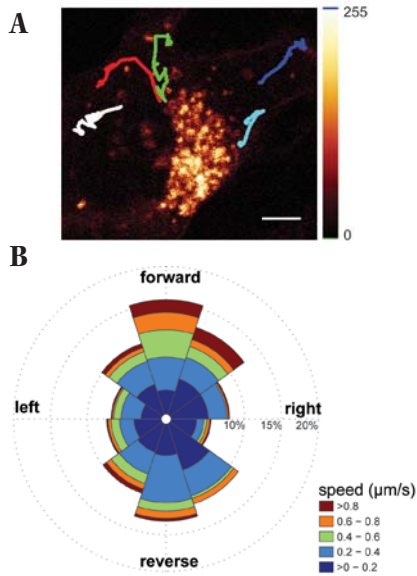 A
255
0
B
forward
left
right
10% 15% 20%
reverse
speed (μm/s)
>0.8
0.6 – 0.8
0.4 – 0.6
0.2 – 0.4
>0 – 0.2